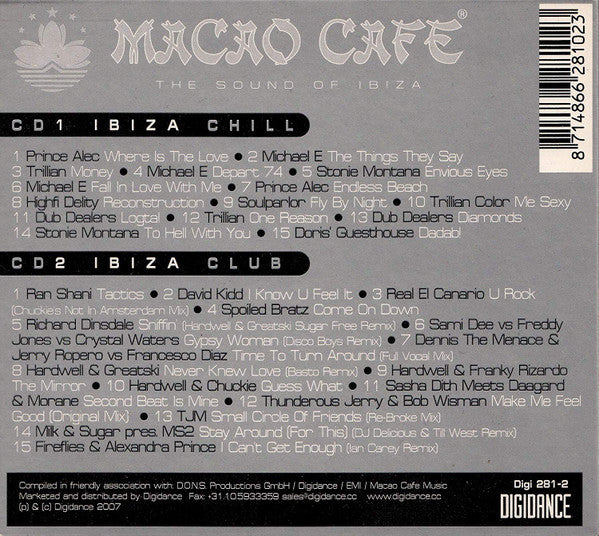 MACAO CAFE®
THE SOUND OF IBIZA
8 714866 281023
CD1 IBIZA CHILL
1 Prince Alec Where Is The Love • 2 Michael E The Things They Say
3 Trillian Money • 4 Michael E Depart 74 • 5 Stonie Montana Envious Eyes
6 Michael E Fall In Love With Me • 7 Prince Alec Endless Beach
8 Highfi Delity Reconstruction • 9 Soulparlor Fly By Night • 10 Trillian Color Me Sexy
11 Dub Dealers Logtal • 12 Trillian One Reason • 13 Dub Dealers Diamonds
14 Stonie Montana To Hell With You • 15 Doris' Guesthouse Dadab!
CD2 IBIZA CLUB
1 Ran Shani Tactics • 2 David Kidd I Know U Feel It • 3 Real El Canario U Rock
(Chuckie's Not In Amsterdam Mix) • 4 Spoiled Bratz Come On Down
5 Richard Dinsdale Sniffin' (Hardwell & Greatski Sugar Free Remix) • 6 Sami Dee vs Freddy
Jones vs Crystal Waters Gypsy Woman (Disco Boys Remix) • 7 Dennis The Menace &
Jerry Ropero vs Francesco Diaz Time To Turn Around (Full Vocal Mix)
8 Hardwell & Greatski Never Knew Love (Basto Remix) • 9 Hardwell & Franky Rizardo
The Mirror • 10 Hardwell & Chuckie Guess What • 11 Sasha Dith Meets Daagard
& Morane Second Beat Is Mine • 12 Thunderous Jerry & Bob Wisman Make Me Feel
Good (Original Mix) • 13 TJM Small Circle Of Friends (Re-Broke Mix)
14 Milk & Sugar pres. MS2 Stay Around (For This) (DJ Delicious & Till West Remix)
15 Fireflies & Alexandra Prince I Can't Get Enough (Ian Carey Remix)
Compiled in friendly association with: D.O.N.S. Productions GmbH / Digidance / EMI / Macao Cafe Music
Marketed and distributed by Digidance Fax: +31.10.5933359 sales@digidance.cc www.digidance.cc
(p) & (c) Digidance 2007
Digi 281-2
DIGIDANCE